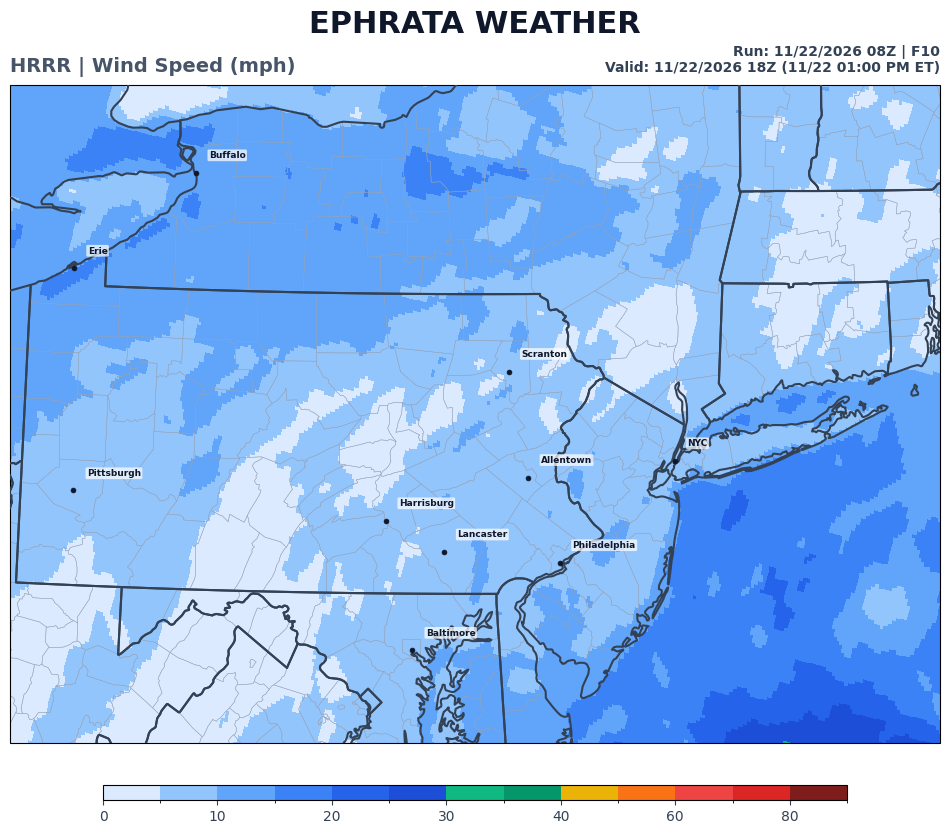 EPHRATA WEATHER
HRRR | Wind Speed (mph)
Run: 11/22/2026 08Z | F10
Valid: 11/22/2026 18Z (11/22 01:00 PM ET)
Buffalo
Erie
Scranton
NYC
Allentown
Pittsburgh
Harrisburg
Lancaster
Philadelphia
Baltimore
0 10 20 30 40 60 80